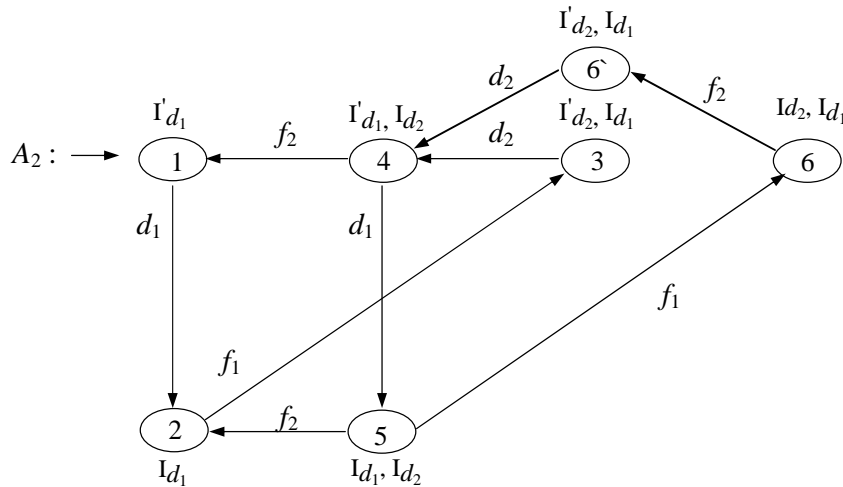 I'd₂, Id₁
6`
d₂
f₂
I'd₁
I'd₁, Id₂
I'd₂, Id₁
Id₂, Id₁
A₂ :
1
f₂
4
d₂
3
6
d₁
d₁
f₁
f₁
2
f₂
5
Id₁
Id₁, Id₂